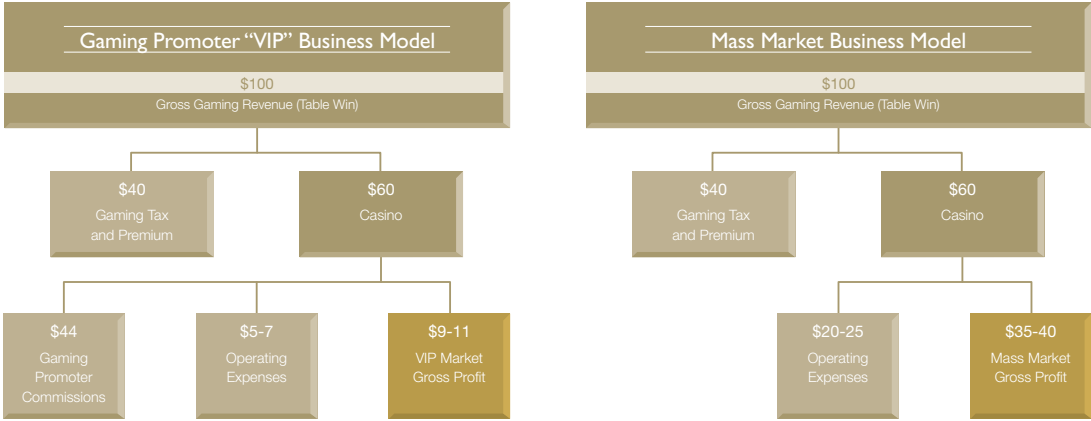 Gaming Promoter “VIP” Business Model
$100
Gross Gaming Revenue (Table Win)
$40
Gaming Tax
and Premium
$60
Casino
$44
Gaming
Promoter
Commissions
$5-7
Operating
Expenses
$9-11
VIP Market
Gross Profit
Mass Market Business Model
$100
Gross Gaming Revenue (Table Win)
$40
Gaming Tax
and Premium
$60
Casino
$20-25
Operating
Expenses
$35-40
Mass Market
Gross Profit